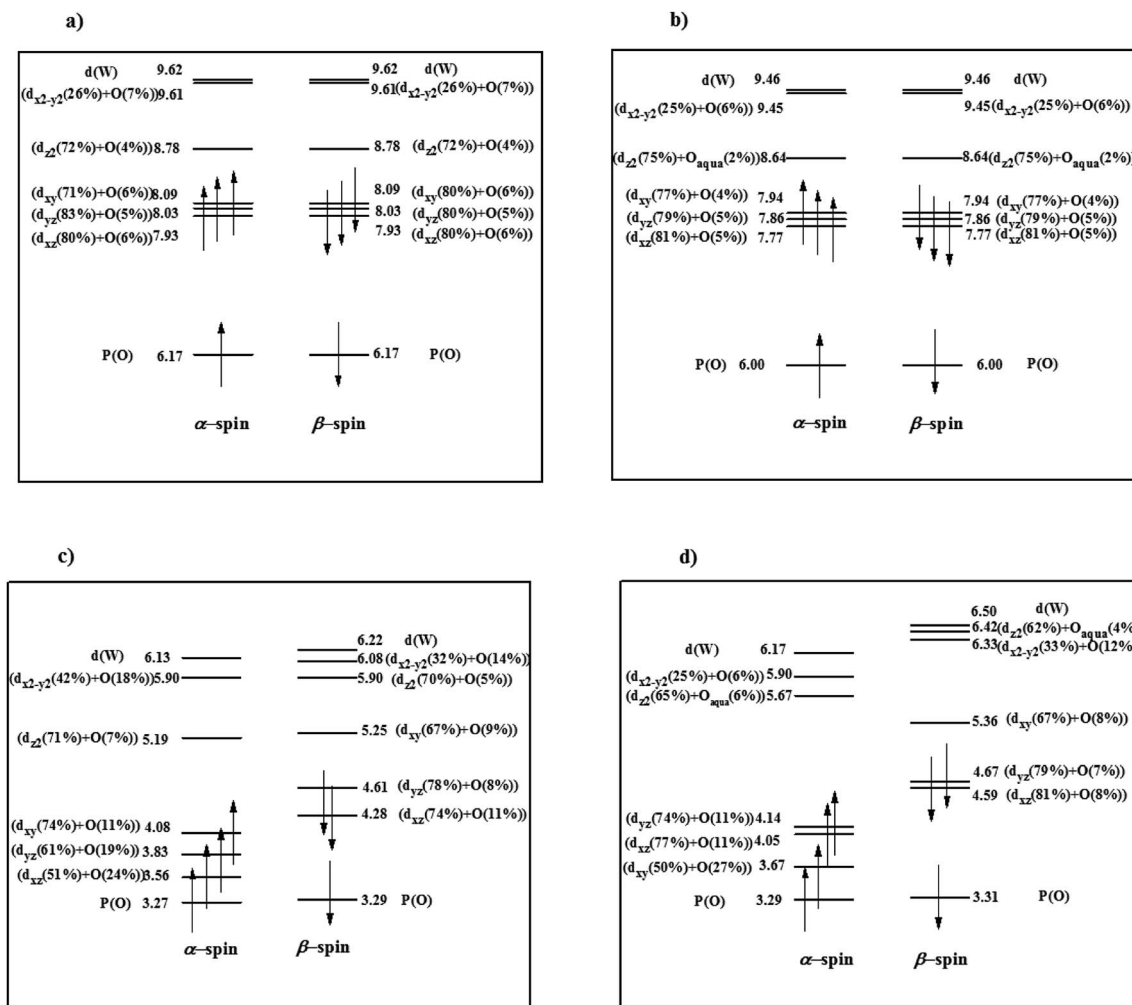 a)
d(W) 9.62
(dx2-y2(26%)+O(7%))9.61
(dz2(72%)+O(4%))8.78
(dxy(71%)+O(6%))8.09
(dyz(83%)+O(5%))8.03
(dxz(80%)+O(6%))7.93
P(O) 6.17
α–spin
9.62 d(W)
9.61(dx2-y2(26%)+O(7%))
8.78 (dz2(72%)+O(4%))
8.09 (dxy(80%)+O(6%))
8.03 (dyz(80%)+O(5%))
7.93 (dxz(80%)+O(6%))
6.17 P(O)
β–spin
b)
d(W) 9.46
(dx2-y2(25%)+O(6%)) 9.45
(dz2(75%)+Oaqua(2%))8.64
(dxy(77%)+O(4%)) 7.94
(dyz(79%)+O(5%)) 7.86
(dxz(81%)+O(5%)) 7.77
P(O) 6.00
α–spin
9.46 d(W)
9.45(dx2-y2(25%)+O(6%))
8.64(dz2(75%)+Oaqua(2%)
7.94 (dxy(77%)+O(4%))
7.86 (dyz(79%)+O(5%))
7.77 (dxz(81%)+O(5%))
6.00 P(O)
β–spin
c)
d(W) 6.13
(dx2-y2(42%)+O(18%))5.90
(dz2(71%)+O(7%)) 5.19
(dxy(74%)+O(11%)) 4.08
(dyz(61%)+O(19%)) 3.83
(dxz(51%)+O(24%))3.56
P(O) 3.27
α–spin
6.22 d(W)
6.08(dx2-y2(32%)+O(14%))
5.90 (dz2(70%)+O(5%))
5.25 (dxy(67%)+O(9%))
4.61 (dyz(78%)+O(8%))
4.28 (dxz(74%)+O(11%))
3.29 P(O)
β–spin
d)
d(W) 6.17
(dx2-y2(25%)+O(6%)) 5.90
(dz2(65%)+Oaqua(6%)) 5.67
(dyz(74%)+O(11%)) 4.14
(dxz(77%)+O(11%)) 4.05
(dxy(50%)+O(27%)) 3.67
P(O) 3.29
α–spin
6.50 d(W)
6.42(dz2(62%)+Oaqua(4%
6.33(dx2-y2(33%)+O(12%
5.36 (dxy(67%)+O(8%))
4.67 (dyz(79%)+O(7%))
4.59 (dxz(81%)+O(8%))
3.31 P(O)
β–spin